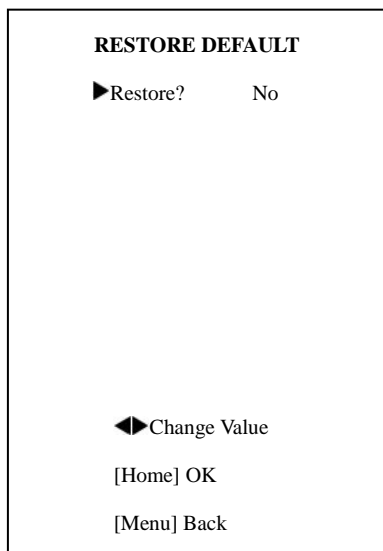 RESTORE DEFAULT
▶Restore? No
◀▶Change Value
[Home] OK
[Menu] Back